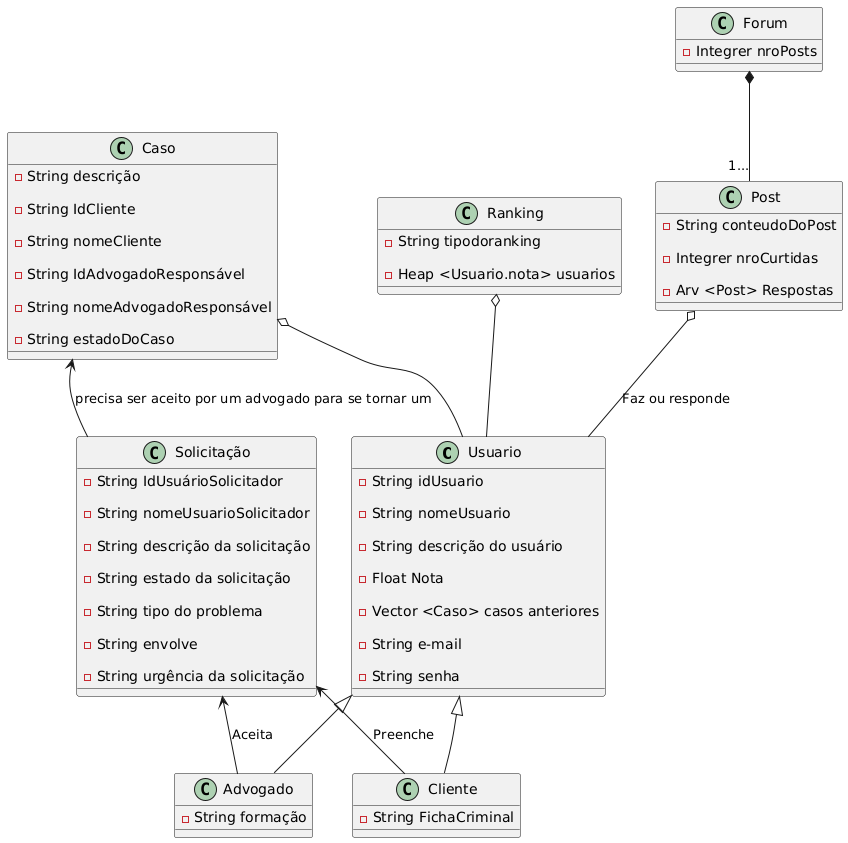 Forum
Integrer nroPosts
1...
Caso
String descrição
String IdCliente
String nomeCliente
String IdAdvogadoResponsável
String nomeAdvogadoResponsável
String estadoDoCaso
Ranking
String tipodoranking
Heap <Usuario.nota> usuarios
Post
String conteudoDoPost
Integrer nroCurtidas
Arv <Post> Respostas
precisa ser aceito por um advogado para se tornar um
Faz ou responde
Solicitação
String IdUsuárioSolicitador
String nomeUsuarioSolicitador
String descrição da solicitação
String estado da solicitação
String tipo do problema
String envolve
String urgência da solicitação
Usuario
String idUsuario
String nomeUsuario
String descrição do usuário
Float Nota
Vector <Caso> casos anteriores
String e-mail
String senha
Aceita
Preenche
Advogado
String formação
Cliente
String FichaCriminal